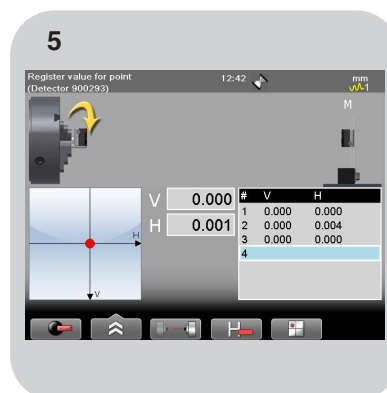 5
Register value for point 12:42 mm
(Detector 900293) 1
M
V 0.000
H 0.001
# V H
1 0.000 0.000
2 0.000 0.004
3 0.000 0.000
4
H
V
H